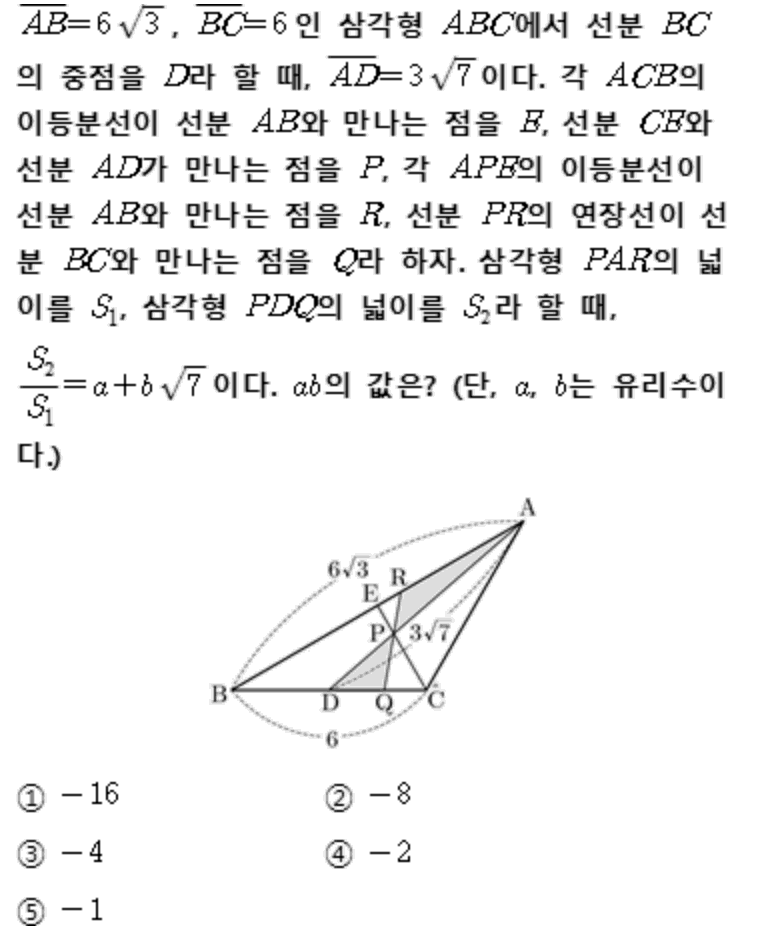 AB=6√3, BC=6인 삼각형 ABC에서 선분 BC
의 중점을 D라 할 때, AD=3√7이다. 각 ACB의
이등분선이 선분 AB와 만나는 점을 E, 선분 CE와
선분 AD가 만나는 점을 P, 각 APE의 이등분선이
선분 AB와 만나는 점을 R, 선분 PR의 연장선이 선
분 BC와 만나는 점을 Q라 하자. 삼각형 PAR의 넓
이를 S₁, 삼각형 PDQ의 넓이를 S₂라 할 때,
S₂/S₁=a+b√7이다. ab의 값은? (단, a, b는 유리수이
다.)
A
6√3
R
E
P
3√7
B
D
Q
C
6
① -16 ② -8
③ -4 ④ -2
⑤ -1